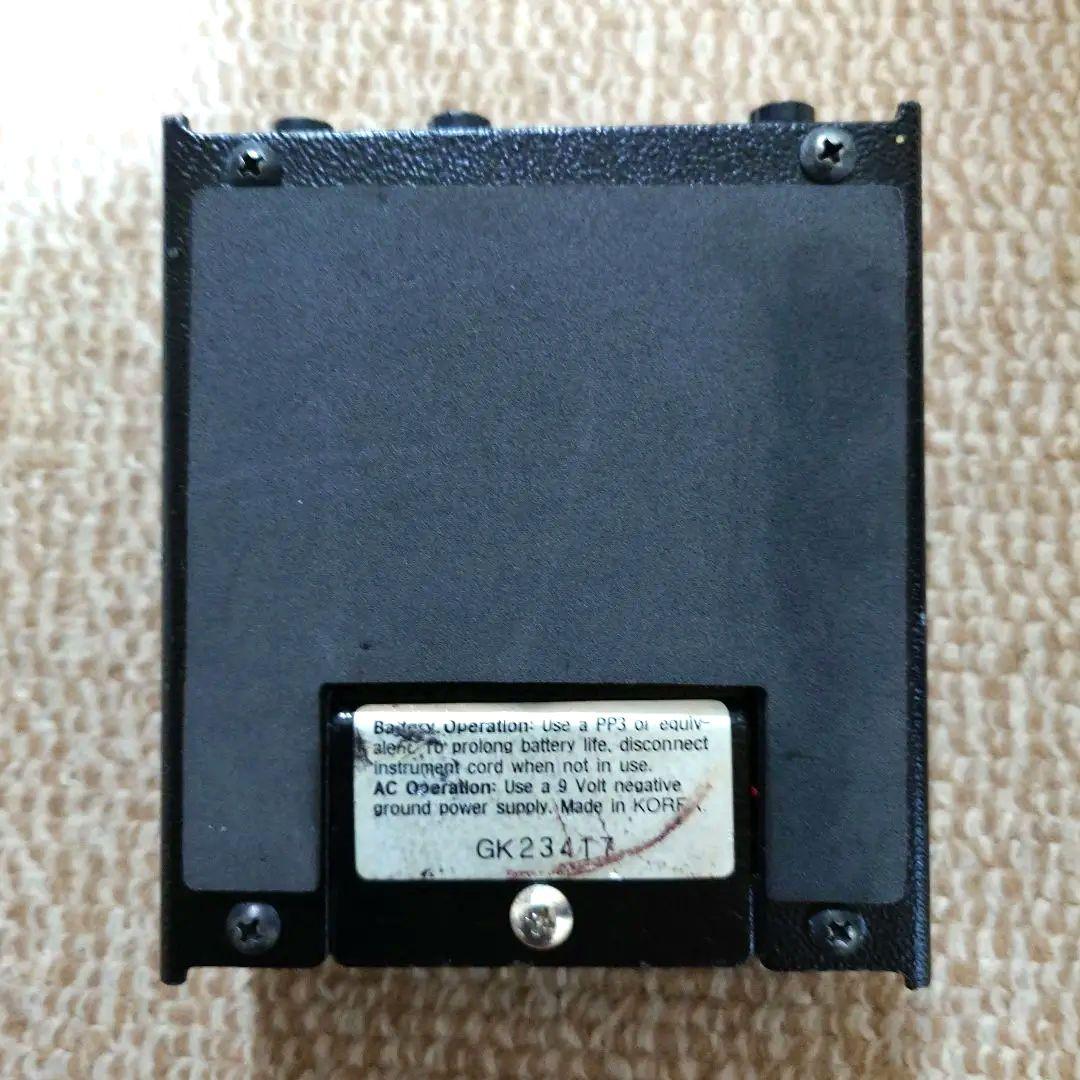 Battery Operation: Use a PP3 or equiv-
alent. To prolong battery life, disconnect
instrument cord when not in use.
AC Operation: Use a 9 Volt negative
ground power supply. Made in KOREA.
GK234T7